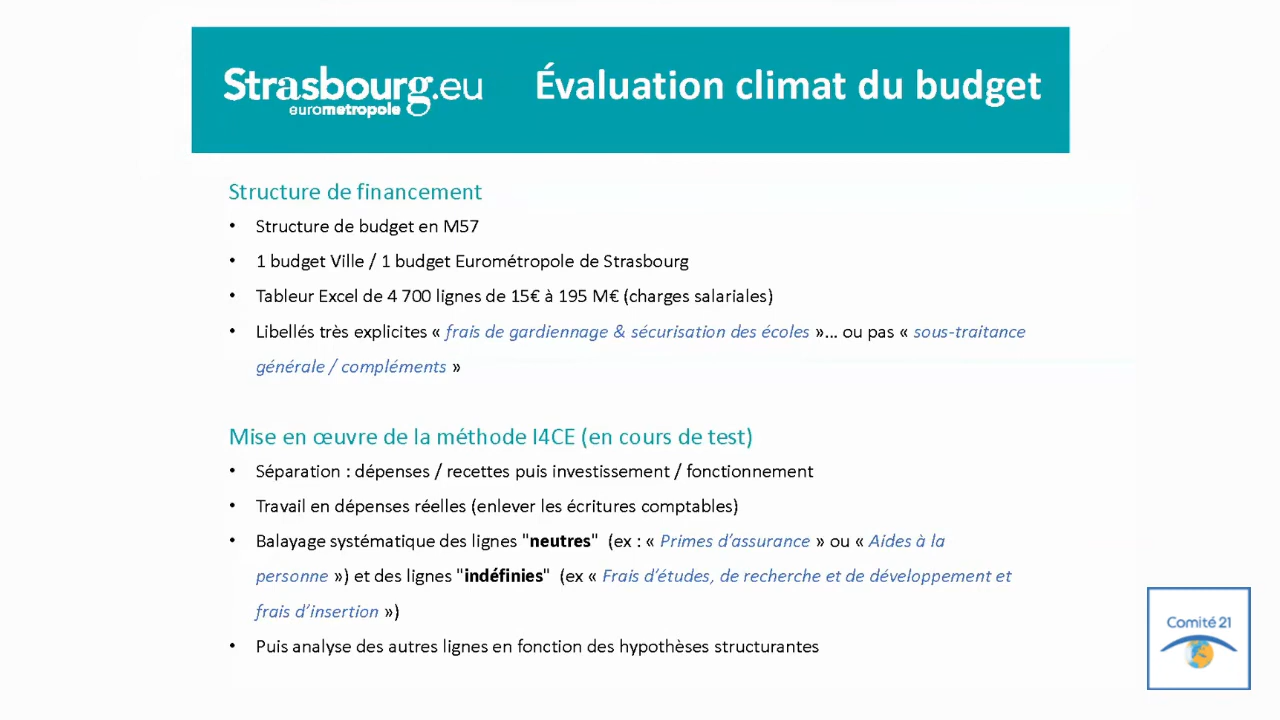 Strasbourg.eu
eurometropole
Évaluation climat du budget
Structure de financement
• Structure de budget en M57
• 1 budget Ville / 1 budget Eurométropole de Strasbourg
• Tableur Excel de 4 700 lignes de 15€ à 195 M€ (charges salariales)
• Libellés très explicites « frais de gardiennage & sécurisation des écoles »... ou pas « sous-traitance
générale / compléments »
Mise en œuvre de la méthode I4CE (en cours de test)
• Séparation : dépenses / recettes puis investissement / fonctionnement
• Travail en dépenses réelles (enlever les écritures comptables)
• Balayage systématique des lignes "neutres" (ex : « Primes d'assurance » ou « Aides à la
personne ») et des lignes "indéfinies" (ex « Frais d'études, de recherche et de développement et
frais d'insertion »)
• Puis analyse des autres lignes en fonction des hypothèses structurantes
Comité 21